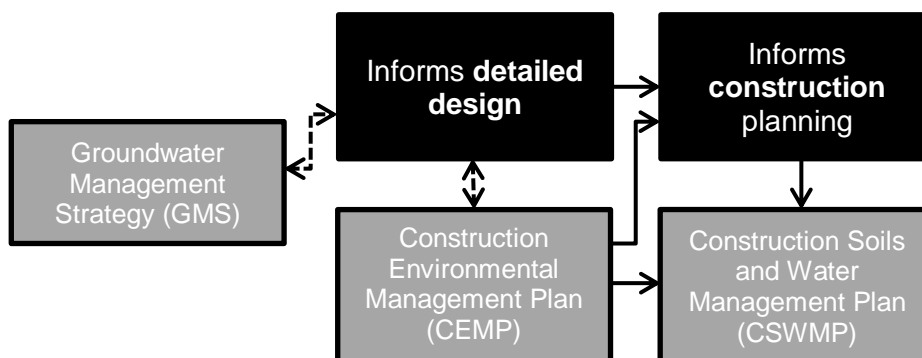 Informs detailed
design
Informs
construction
planning
Groundwater
Management
Strategy (GMS)
Construction
Environmental
Management Plan
(CEMP)
Construction Soils
and Water
Management Plan
(CSWMP)